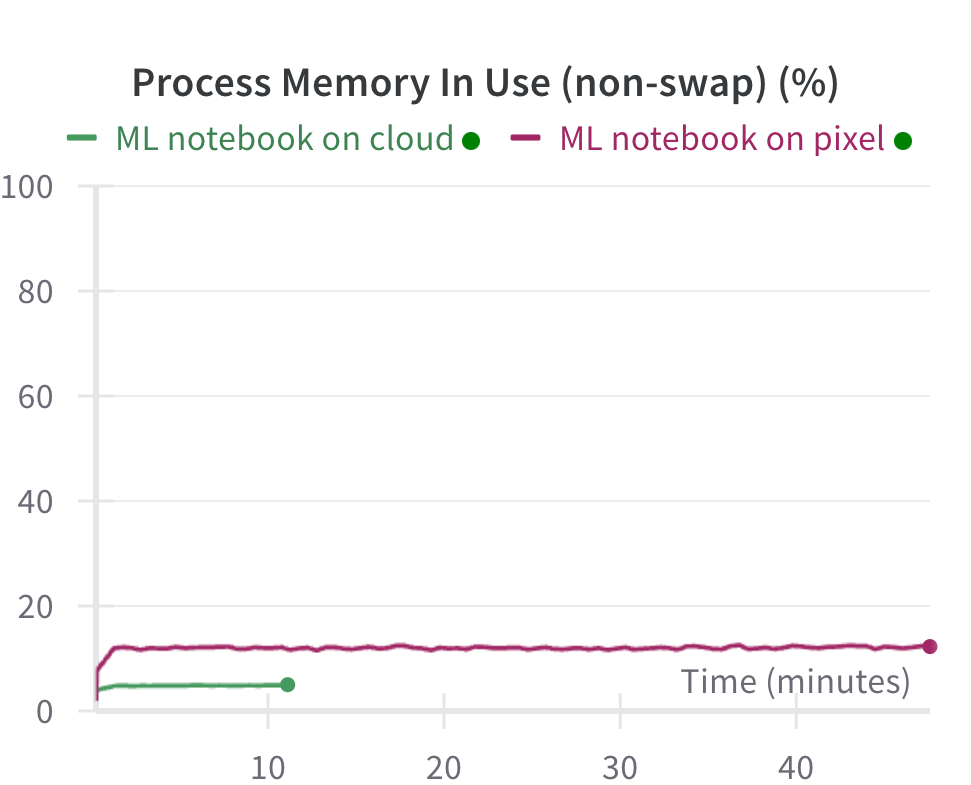 Process Memory In Use (non-swap) (%)
ML notebook on cloud ML notebook on pixel
100
80
60
40
20
0
Time (minutes)
10 20 30 40